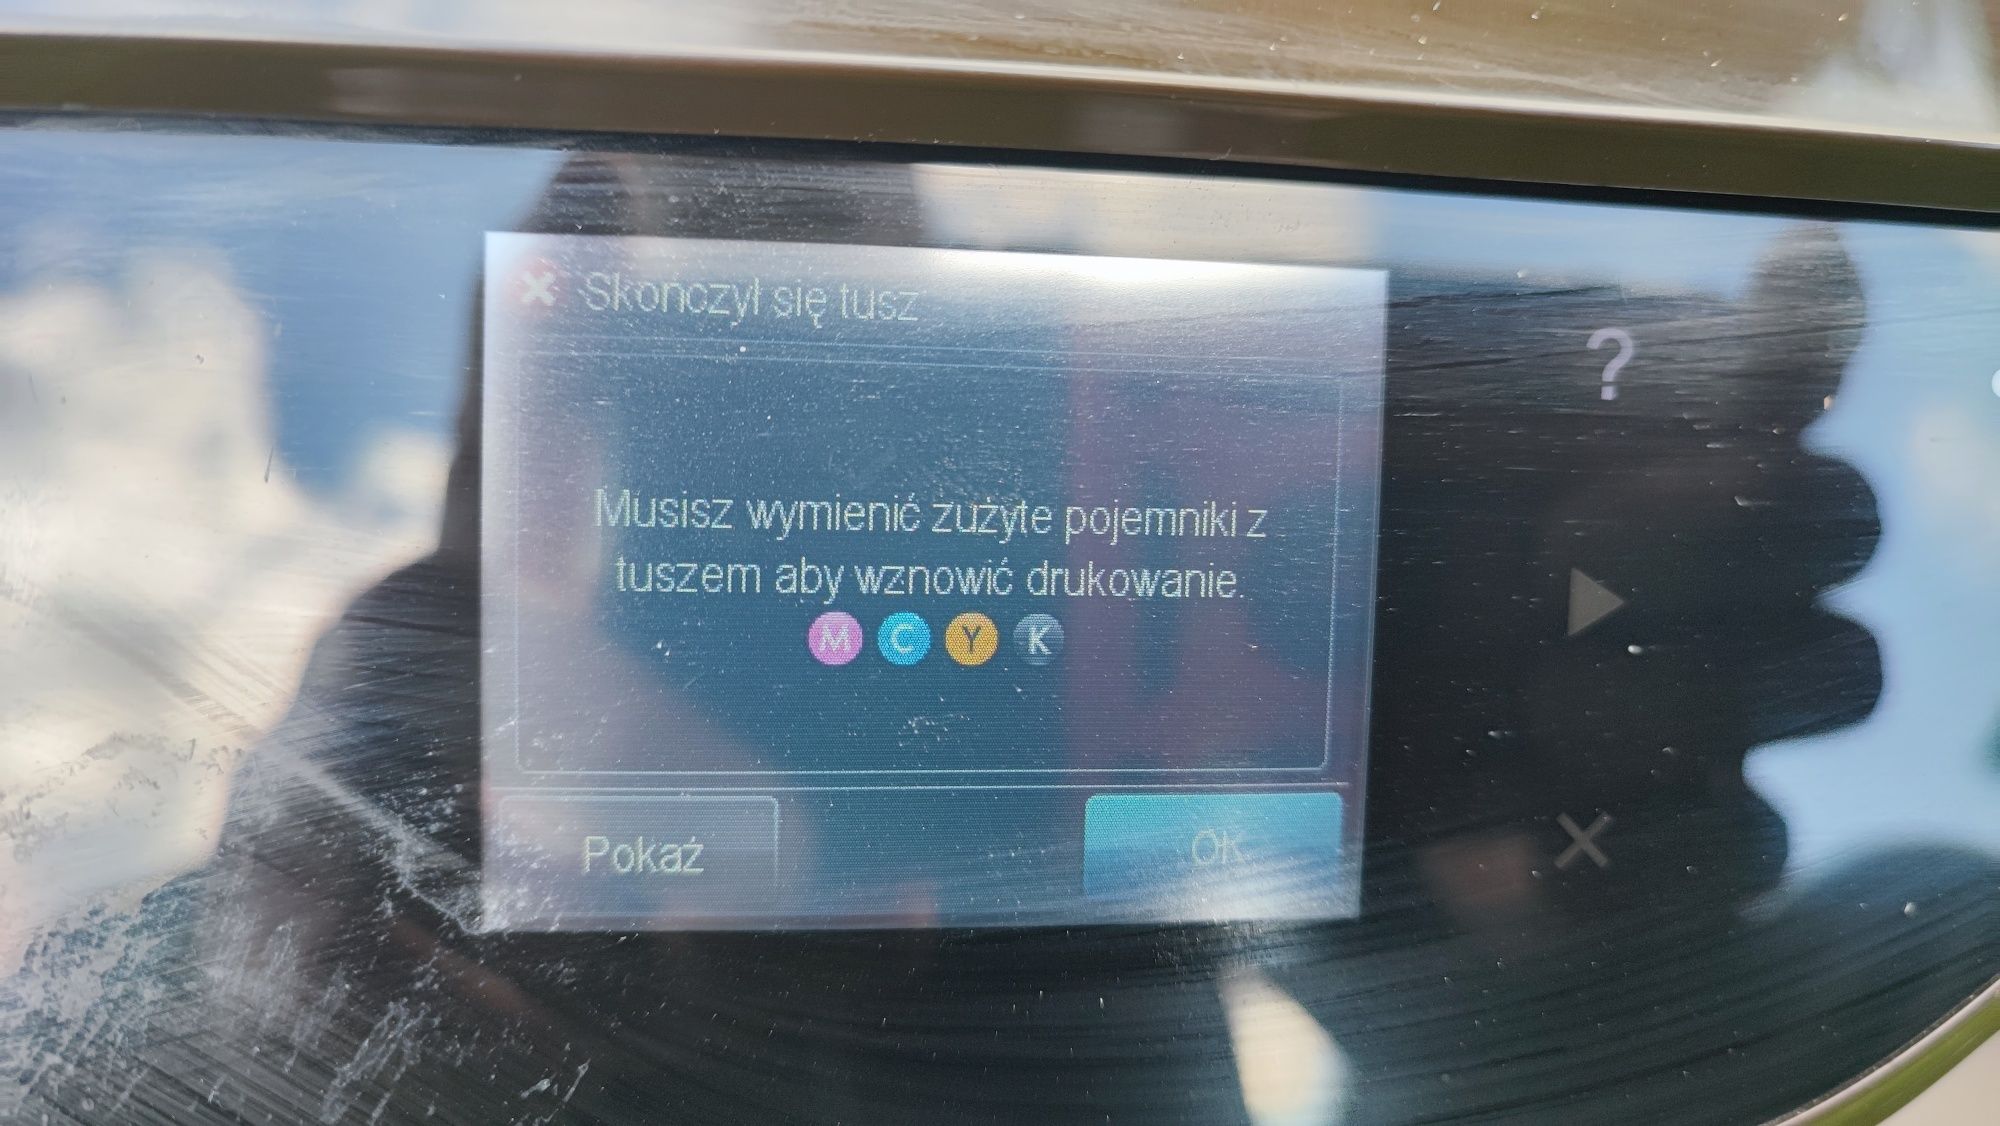 Skończył się tusz
Musisz wymienić zużyte pojemniki z
tuszem aby wznowić drukowanie.
M C Y K
Pokaż OK
?